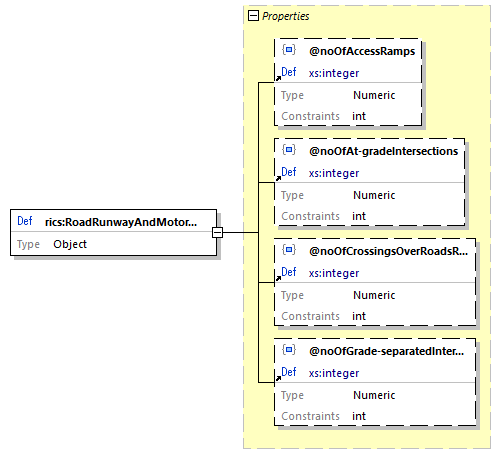 Properties
@noOfAccessRamps
Def xs:integer
Type Numeric
Constraints int
@noOfAt-gradeIntersections
Def xs:integer
Type Numeric
Constraints int
Def rics:RoadRunwayAndMotor...
Type Object
@noOfCrossingsOverRoadsR...
Def xs:integer
Type Numeric
Constraints int
@noOfGrade-separatedInter...
Def xs:integer
Type Numeric
Constraints int